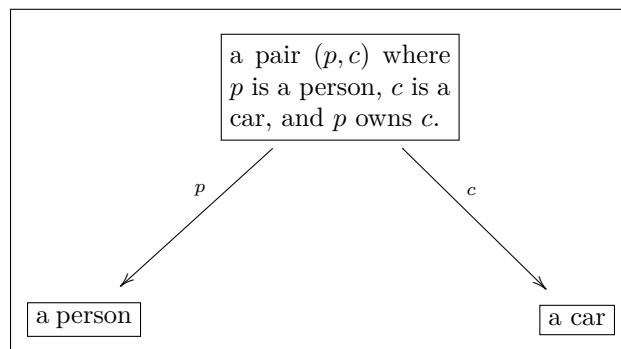 a pair (p, c) where
p is a person, c is a
car, and p owns c.
p
c
a person
a car